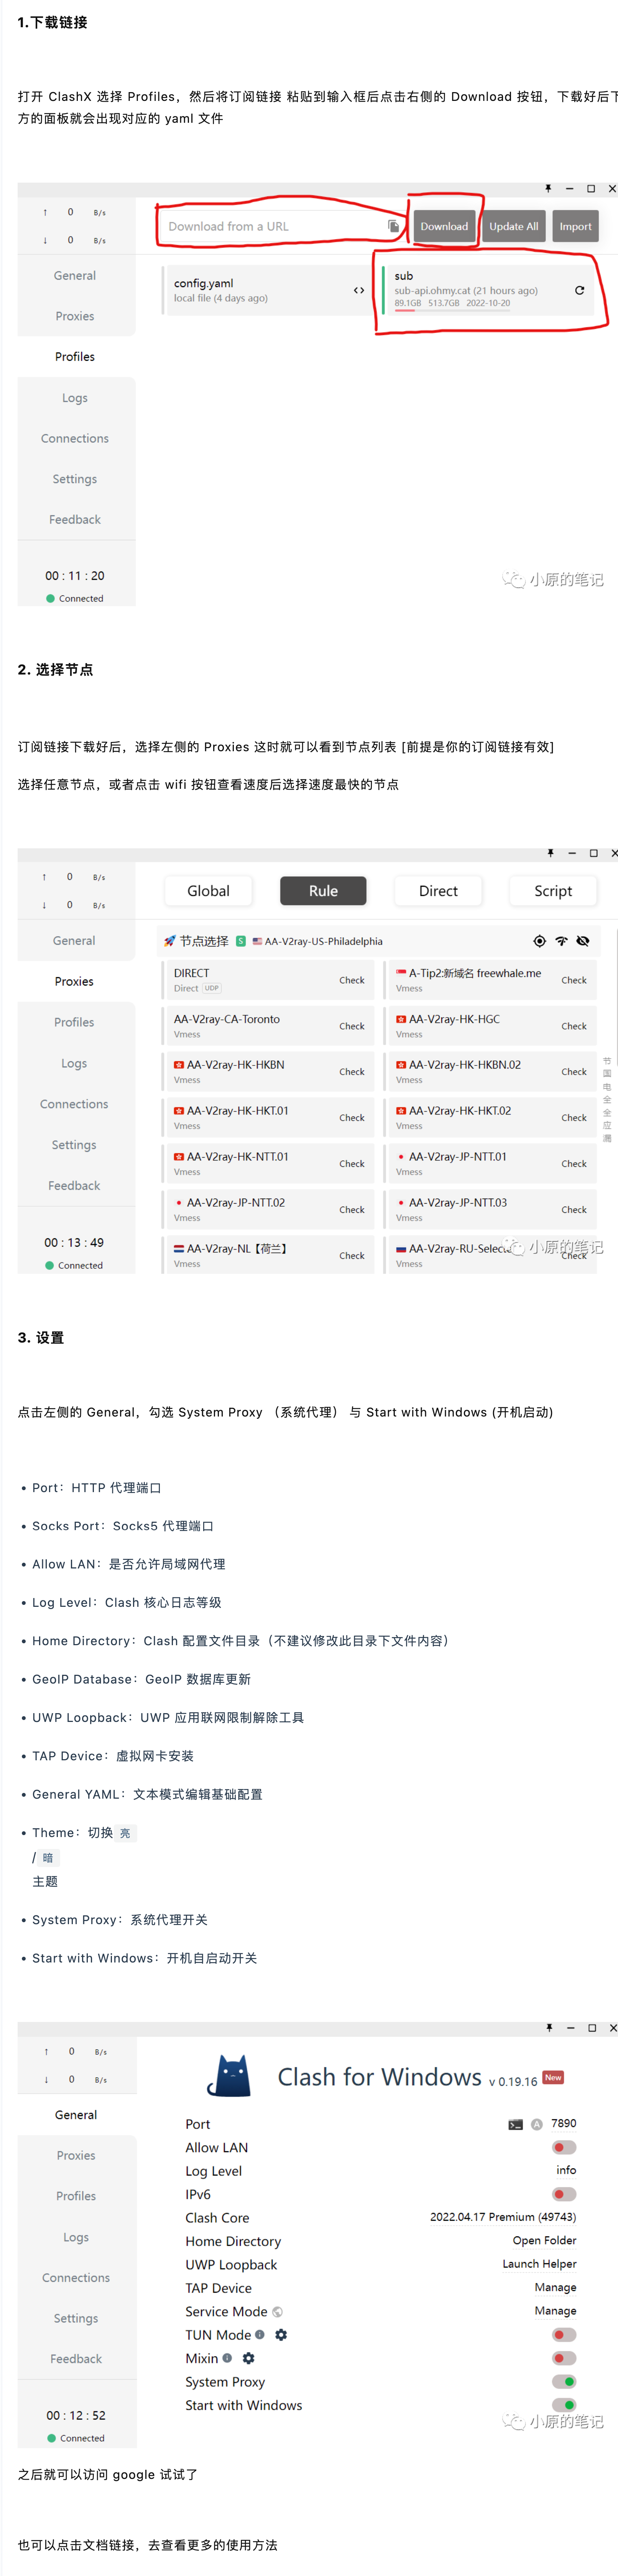 1.下载链接
打开 ClashX 选择 Profiles，然后将订阅链接 粘贴到输入框后点击右侧的 Download 按钮，下载好后下
方的面板就会出现对应的 yaml 文件
↑ 0 B/s
↓ 0 B/s
General
Proxies
Profiles
Logs
Connections
Settings
Feedback
00 : 11 : 20
Connected
Download from a URL
Download
Update All
Import
config.yaml
local file (4 days ago)
sub
sub-api.ohmy.cat (21 hours ago)
89.1GB 513.7GB 2022-10-20
小原的笔记
2. 选择节点
订阅链接下载好后，选择左侧的 Proxies 这时就可以看到节点列表 [前提是你的订阅链接有效]
选择任意节点，或者点击 wifi 按钮查看速度后选择速度最快的节点
↑ 0 B/s
↓ 0 B/s
General
Proxies
Profiles
Logs
Connections
Settings
Feedback
00 : 13 : 49
Connected
Global Rule Direct Script
节点选择 S AA-V2ray-US-Philadelphia
DIRECT
Direct UDP
Check
A-Tip2:新域名 freewhale.me
Vmess
Check
AA-V2ray-CA-Toronto
Vmess
Check
AA-V2ray-HK-HGC
Vmess
Check
AA-V2ray-HK-HKBN
Vmess
Check
AA-V2ray-HK-HKBN.02
Vmess
Check
AA-V2ray-HK-HKT.01
Vmess
Check
AA-V2ray-HK-HKT.02
Vmess
Check
AA-V2ray-HK-NTT.01
Vmess
Check
AA-V2ray-JP-NTT.01
Vmess
Check
AA-V2ray-JP-NTT.02
Vmess
Check
AA-V2ray-JP-NTT.03
Vmess
Check
AA-V2ray-NL【荷兰】
Vmess
Check
AA-V2ray-RU-Selecte
Vmess
Check
节
国
电
全
全
应
漏
小原的笔记
3. 设置
点击左侧的 General，勾选 System Proxy （系统代理） 与 Start with Windows (开机启动)
• Port：HTTP 代理端口
• Socks Port：Socks5 代理端口
• Allow LAN：是否允许局域网代理
• Log Level：Clash 核心日志等级
• Home Directory：Clash 配置文件目录（不建议修改此目录下文件内容）
• GeoIP Database：GeoIP 数据库更新
• UWP Loopback：UWP 应用联网限制解除工具
• TAP Device：虚拟网卡安装
• General YAML：文本模式编辑基础配置
• Theme：切换 亮
/ 暗
主题
• System Proxy：系统代理开关
• Start with Windows：开机自启动开关
↑ 0 B/s
↓ 0 B/s
General
Proxies
Profiles
Logs
Connections
Settings
Feedback
00 : 12 : 52
Connected
Clash for Windows v 0.19.16 New
Port A 7890
Allow LAN
Log Level info
IPv6
Clash Core 2022.04.17 Premium (49743)
Home Directory Open Folder
UWP Loopback Launch Helper
TAP Device Manage
Service Mode Manage
TUN Mode
Mixin
System Proxy
Start with Windows
小原的笔记
之后就可以访问 google 试试了
也可以点击文档链接，去查看更多的使用方法